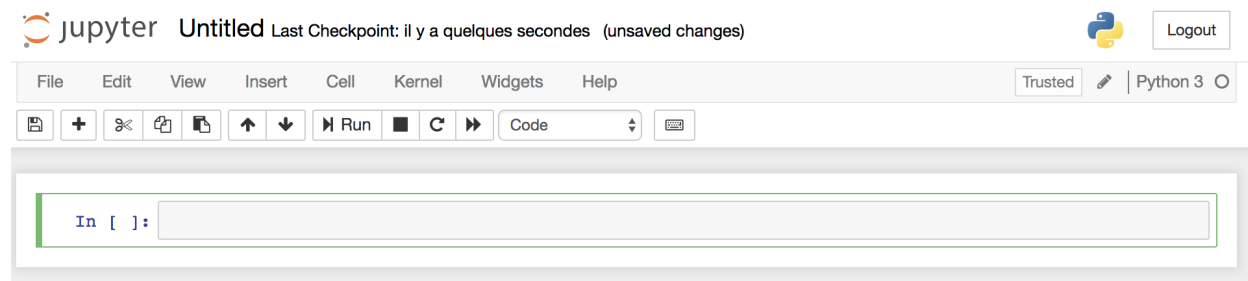 jupyter Untitled Last Checkpoint: il y a quelques secondes (unsaved changes) Logout
File Edit View Insert Cell Kernel Widgets Help Trusted Python 3
Run Code
In [ ]: